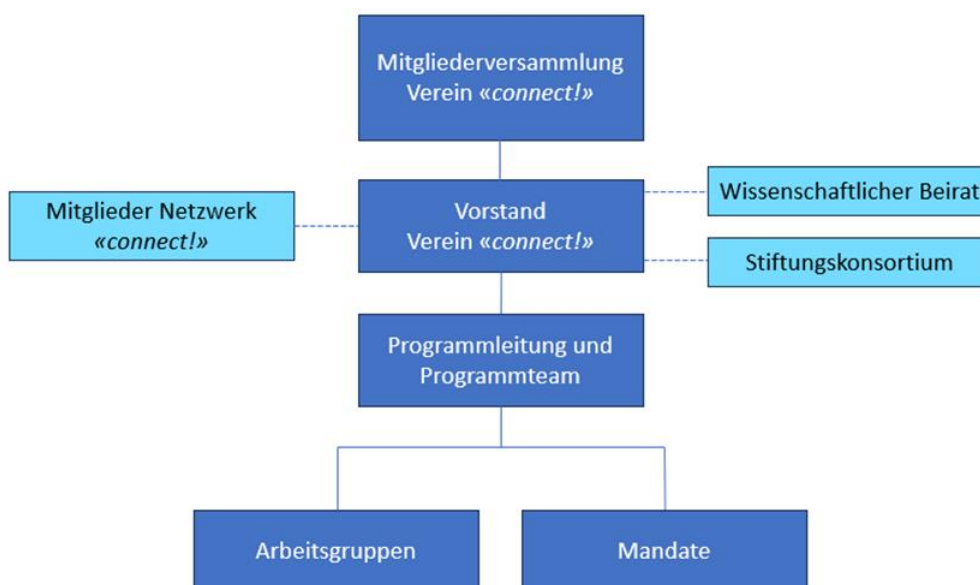 Mitgliederversammlung
Verein «connect!»
Mitglieder Netzwerk
«connect!»
Vorstand
Verein «connect!»
Wissenschaftlicher Beirat
Stiftungskonsortium
Programmleitung und
Programmteam
Arbeitsgruppen
Mandate